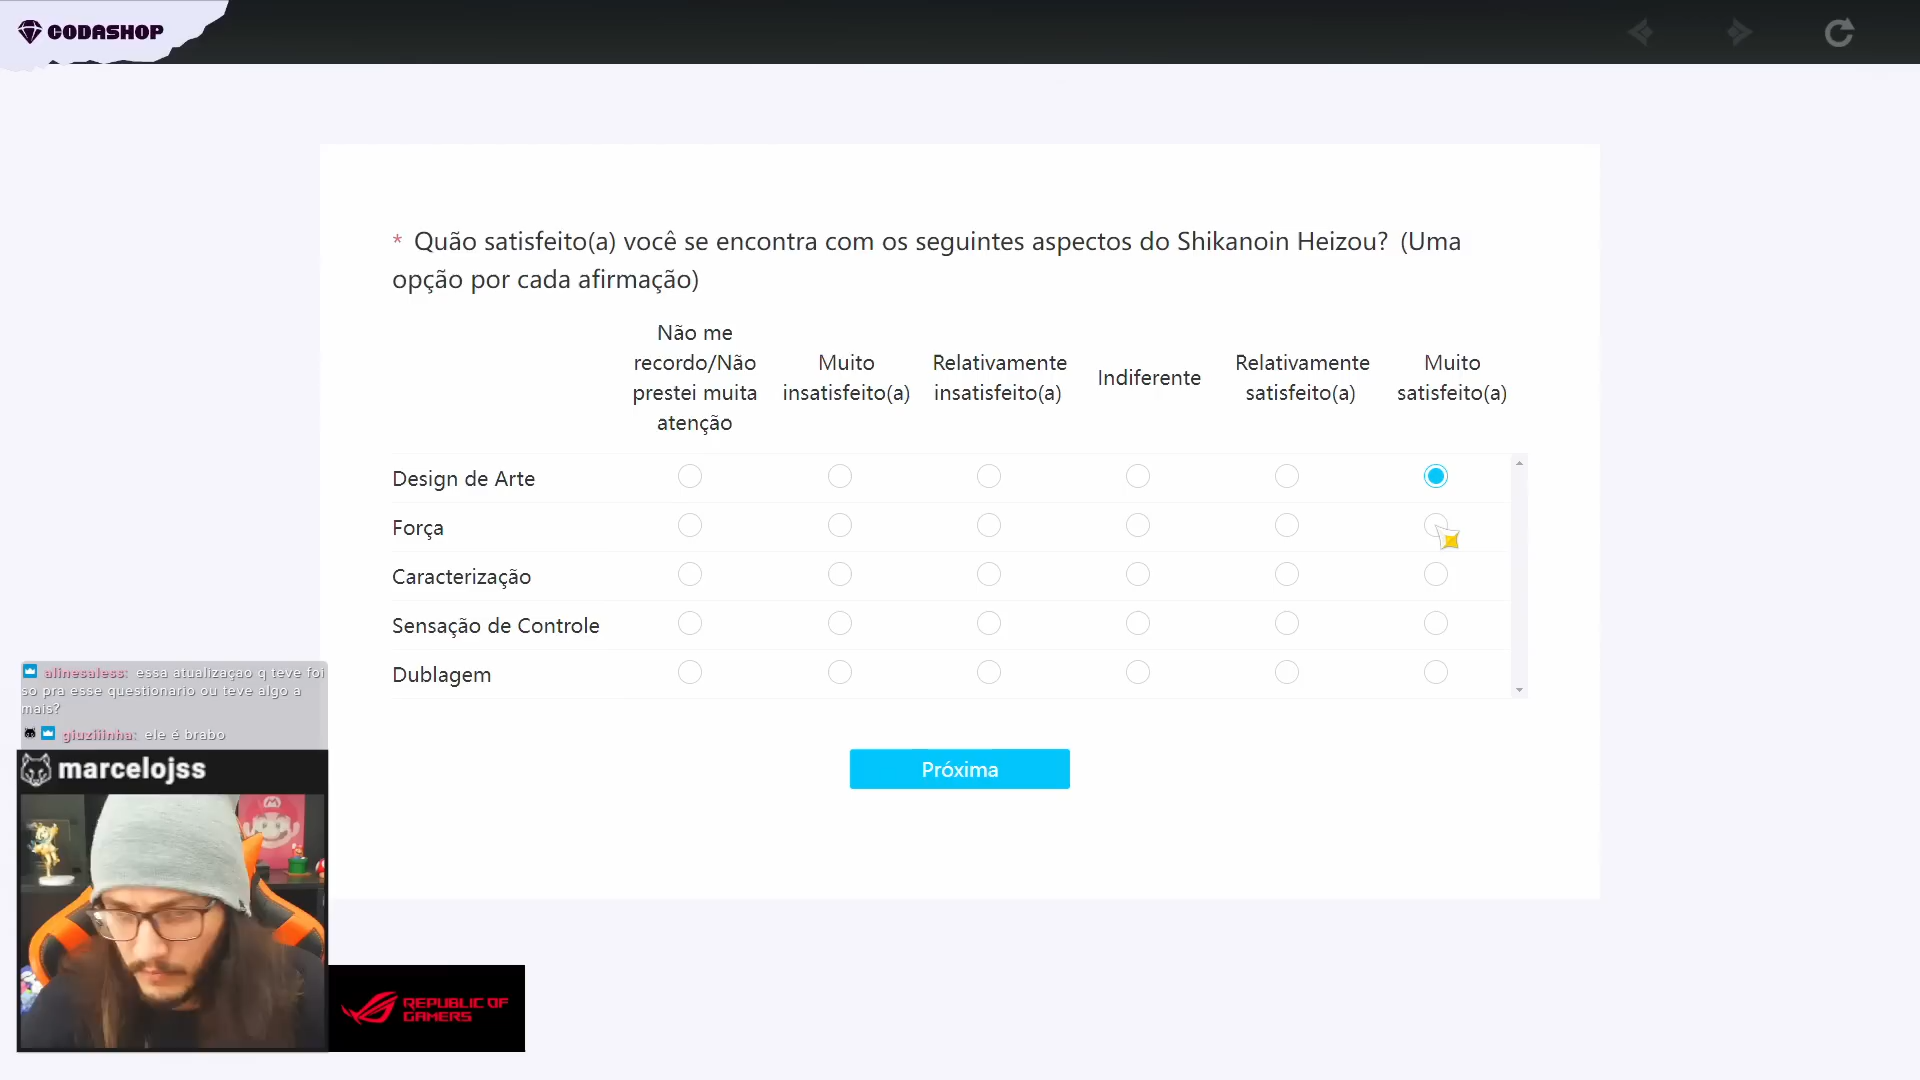 CODASHOP
* Quão satisfeito(a) você se encontra com os seguintes aspectos do Shikanoin Heizou? (Uma
opção por cada afirmação)
Não me
recordo/Não
prestei muita
atenção
Muito
insatisfeito(a)
Relativamente
insatisfeito(a)
Indiferente
Relativamente
satisfeito(a)
Muito
satisfeito(a)
Design de Arte
Força
Caracterização
Sensação de Controle
Dublagem
Próxima
alinesaless: essa atualizaçao q teve foi
so pra esse questionario ou teve algo a
mais?
giuziiinha: ele é brabo
marcelojss
REPUBLIC OF
GAMERS